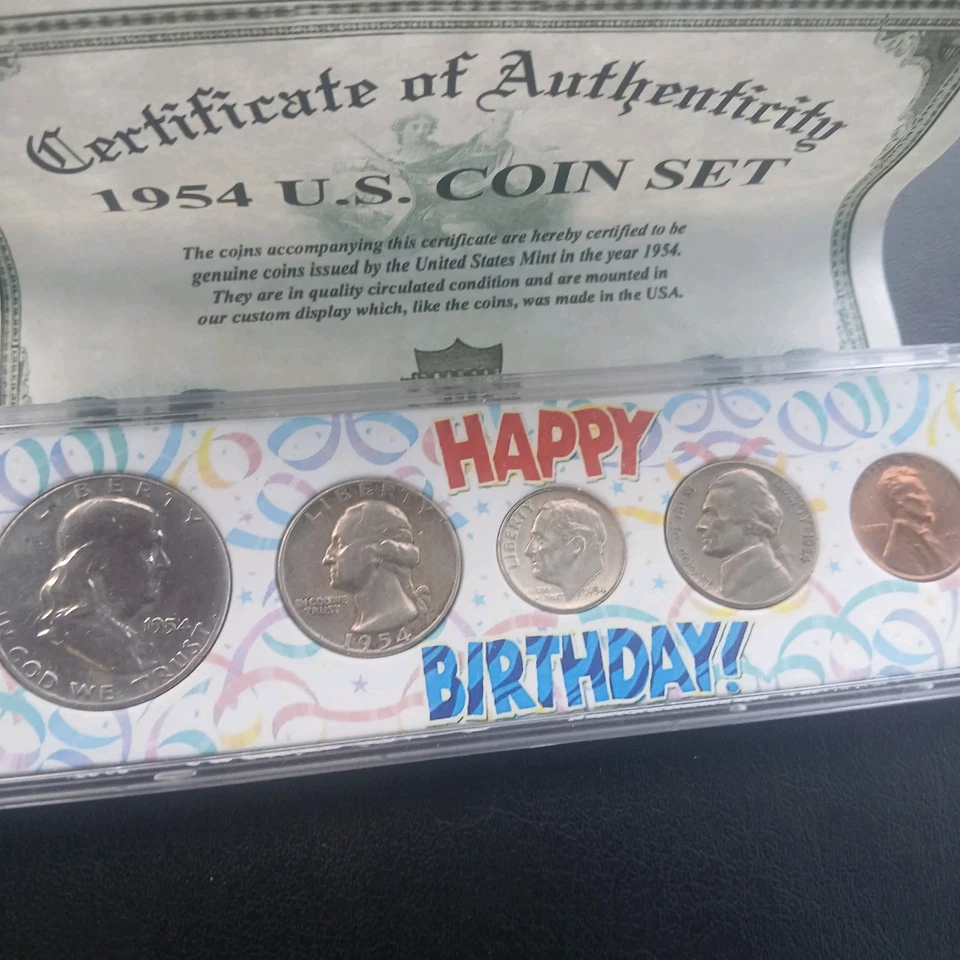 Certificate of Authenticity
1954 U.S. COIN SET
The coins accompanying this certificate are hereby certified to be
genuine coins issued by the United States Mint in the year 1954.
They are in quality circulated condition and are mounted in
our custom display which, like the coins, was made in the USA.
HAPPY
LIBERTY
1954
GOD WE TRUST
LIBERTY
IN GOD WE
TRUST
1954
LIBERTY
1954
LIBERTY
BIRTHDAY!